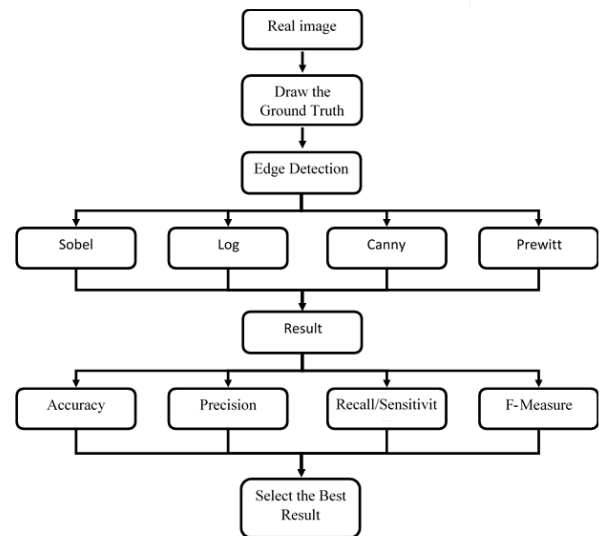 Real image
Draw the
Ground Truth
Edge Detection
Sobel
Log
Canny
Prewitt
Result
Accuracy
Precision
Recall/Sensitivit
F-Measure
Select the Best
Result